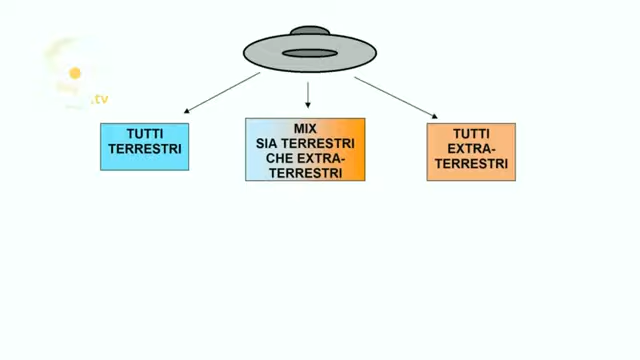 .tv
TUTTI
TERRESTRI
MIX
SIA TERRESTRI
CHE EXTRA-
TERRESTRI
TUTTI
EXTRA-
TERRESTRI